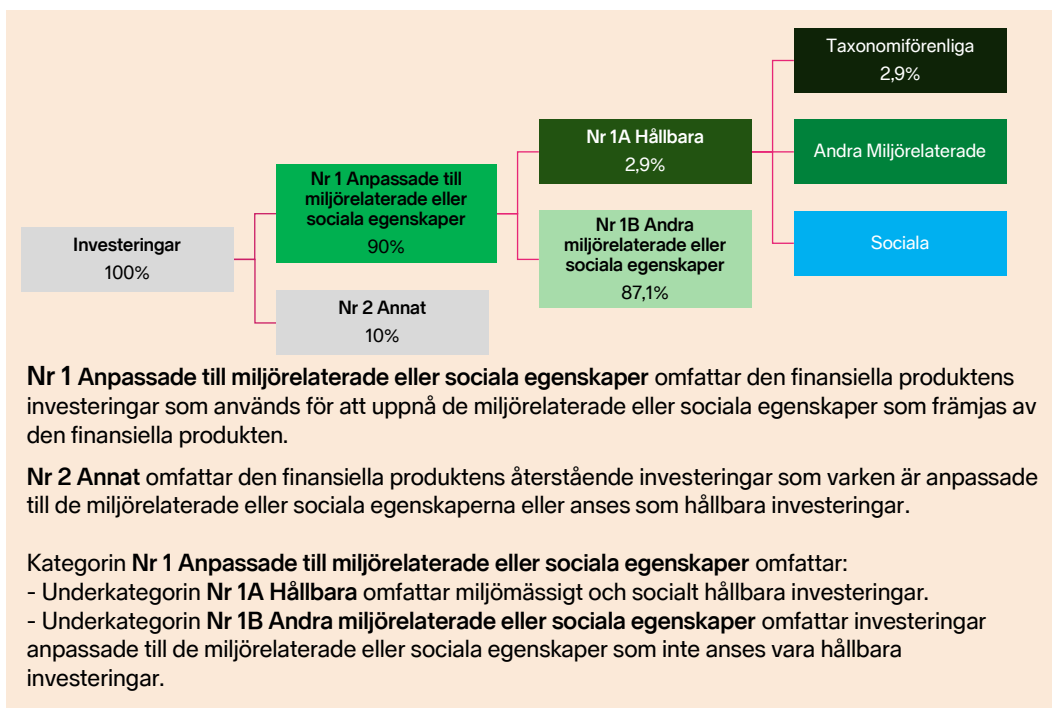 Taxonomiförenliga
2,9%
Nr 1A Hållbara
2,9%
Andra Miljörelaterade
Nr 1 Anpassade till
miljörelaterade eller
sociala egenskaper
90%
Nr 1B Andra
miljörelaterade eller
sociala egenskaper
87,1%
Sociala
Investeringar
100%
Nr 2 Annat
10%
Nr 1 Anpassade till miljörelaterade eller sociala egenskaper omfattar den finansiella produktens
investeringar som används för att uppnå de miljörelaterade eller sociala egenskaper som främjas av
den finansiella produkten.
Nr 2 Annat omfattar den finansiella produktens återstående investeringar som varken är anpassade
till de miljörelaterade eller sociala egenskaperna eller anses som hållbara investeringar.
Kategorin Nr 1 Anpassade till miljörelaterade eller sociala egenskaper omfattar:
- Underkategorin Nr 1A Hållbara omfattar miljömässigt och socialt hållbara investeringar.
- Underkategorin Nr 1B Andra miljörelaterade eller sociala egenskaper omfattar investeringar
anpassade till de miljörelaterade eller sociala egenskaper som inte anses vara hållbara
investeringar.